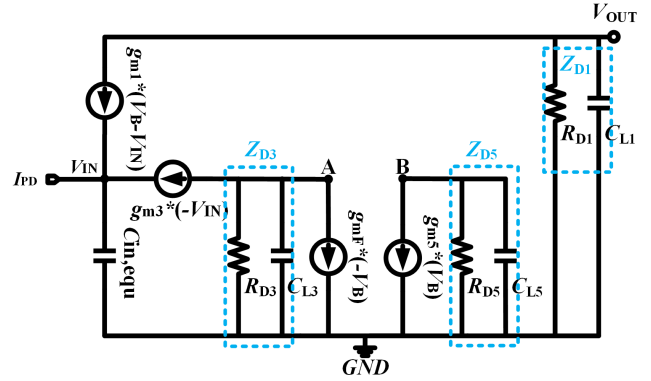 VOUT
gm1*(VB-VIN)
ZD1
RD1
CL1
VIN
IPD
gm3*(-VIN)
Cin,equ
ZD3
A
RD3
CL3
gmF*(-VB)
B
ZD5
gm5*(VB)
RD5
CL5
GND